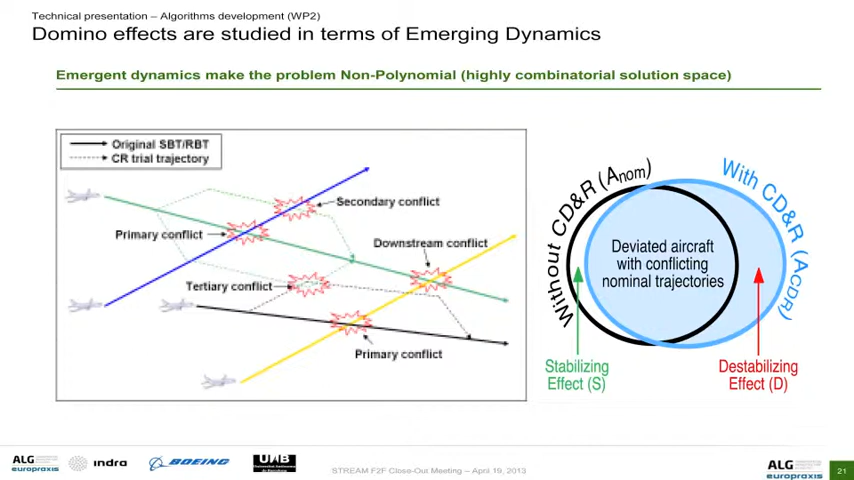 Technical presentation – Algorithms development (WP2)
Domino effects are studied in terms of Emerging Dynamics
Emergent dynamics make the problem Non-Polynomial (highly combinatorial solution space)
Original SBT/RBT
CR trial trajectory
Secondary conflict
Primary conflict
Downstream conflict
Tertiary conflict
Primary conflict
Without CD&R (Anom)
With CD&R (ACDR)
Deviated aircraft
with conflicting
nominal trajectories
Stabilizing
Effect (S)
Destabilizing
Effect (D)
ALG
europraxis
indra
BOEING
UAB
STREAM F2F Close-Out Meeting – April 19, 2013
ALG
europraxis
21